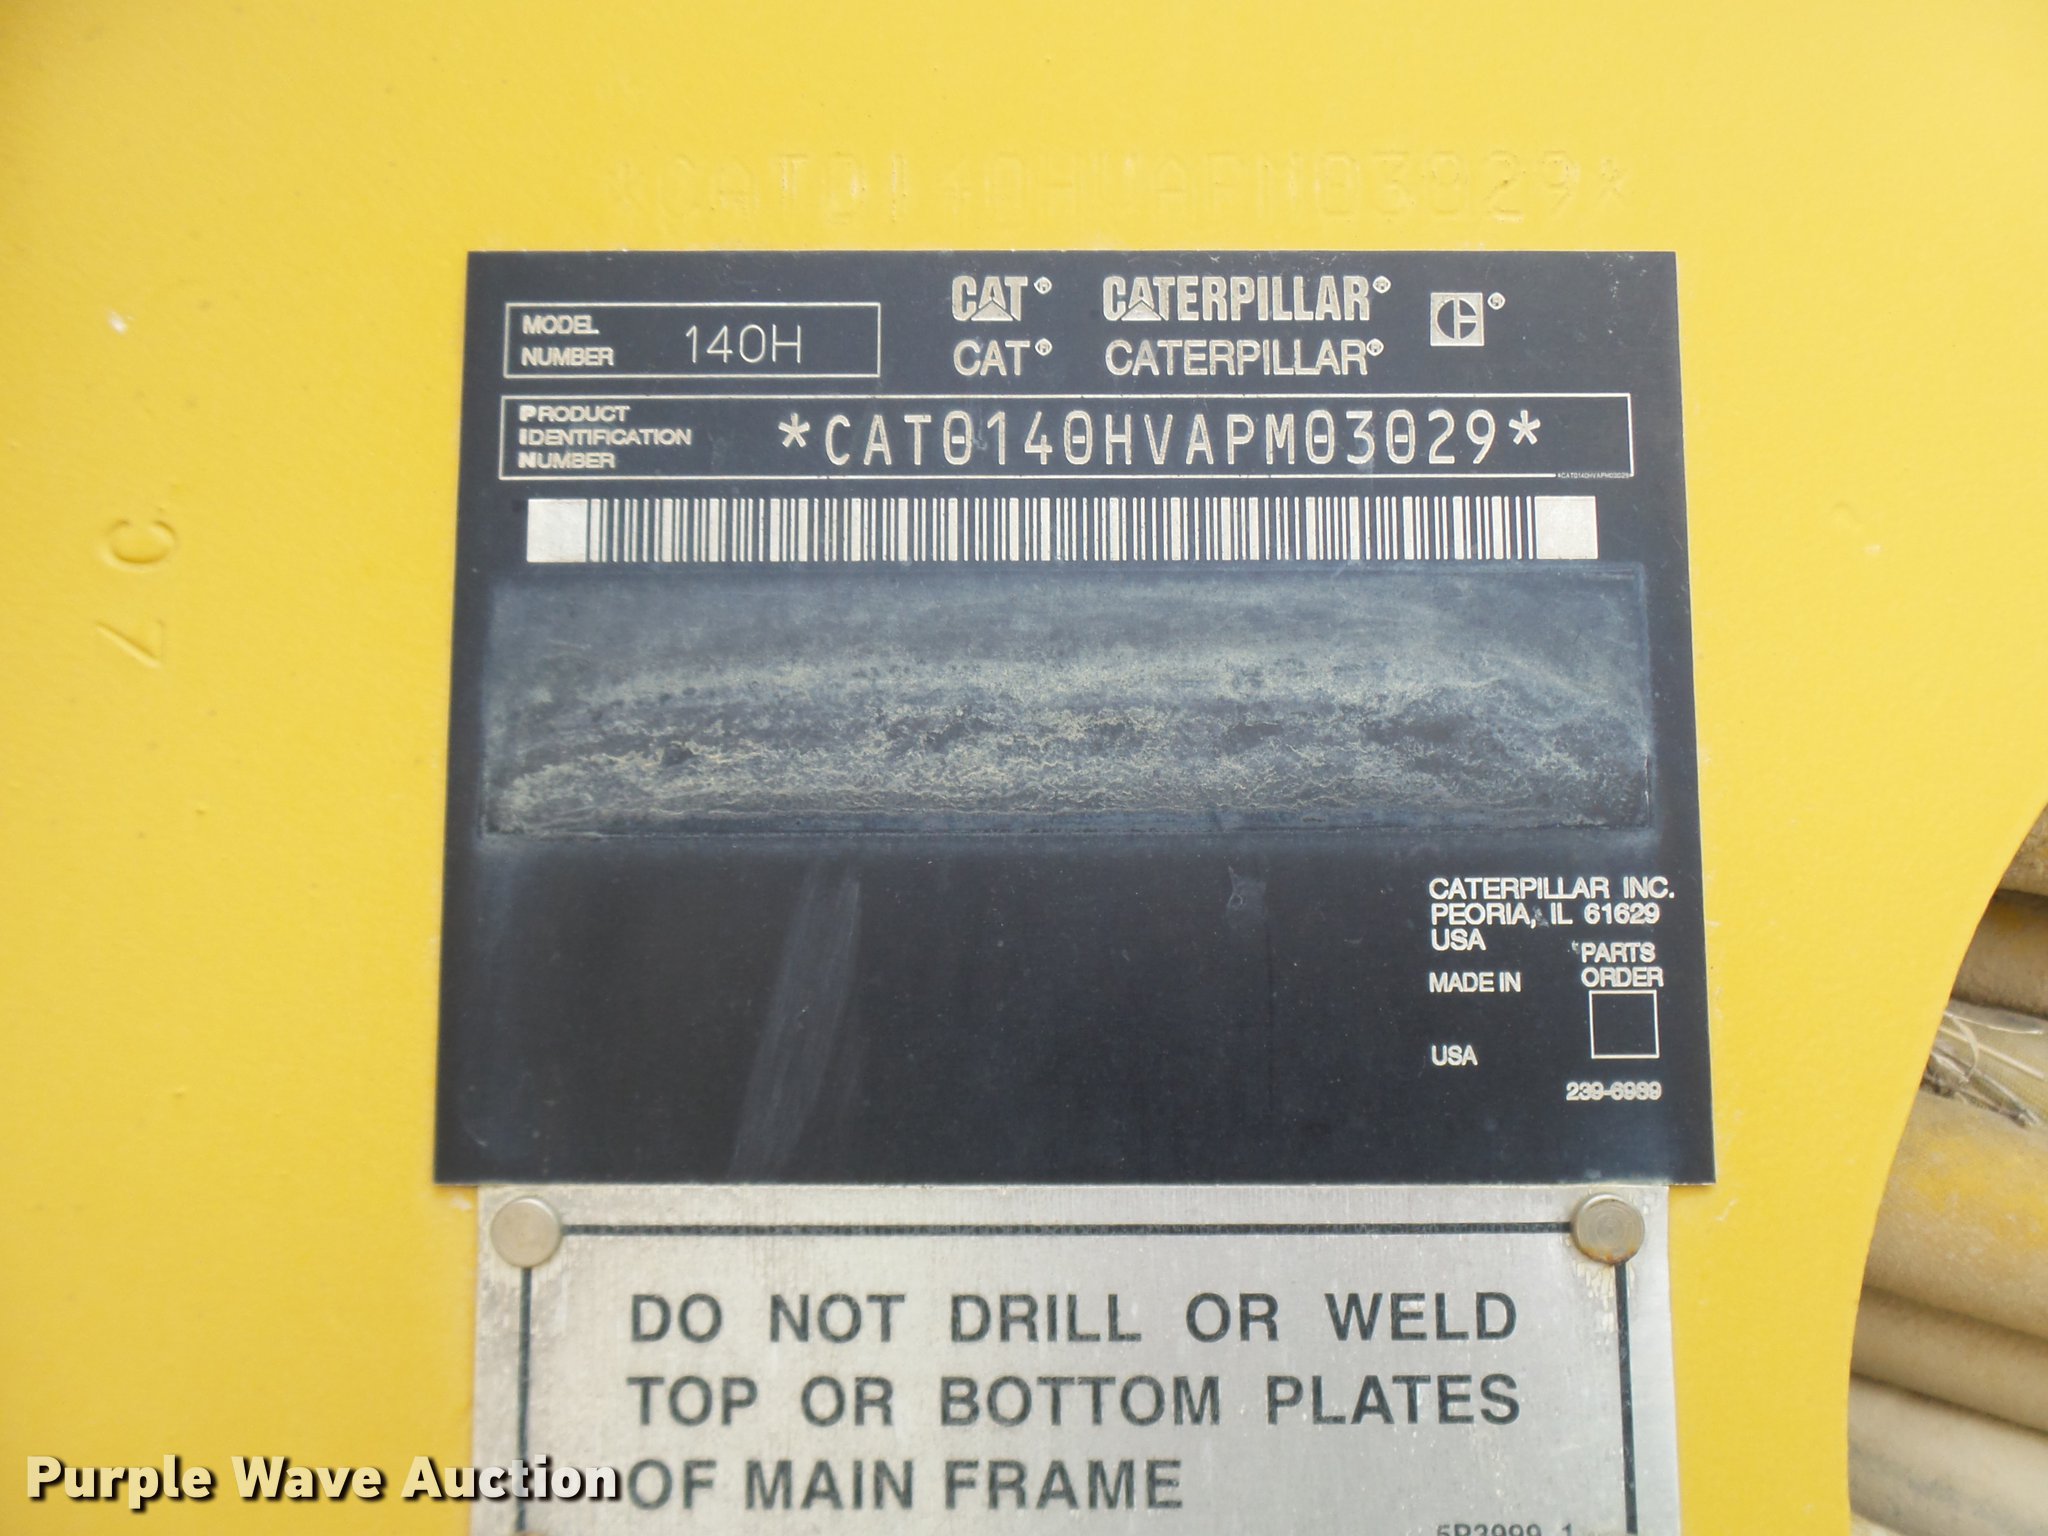 *CAT0140HVAPM03029*
MODEL
NUMBER
140H
CAT® CATERPILLAR® ®
CAT® CATERPILLAR®
PRODUCT
IDENTIFICATION
NUMBER
*CAT0140HVAPM03029*
*CAT0140HVAPM03029
CATERPILLAR INC.
PEORIA, IL 61629
USA
PARTS
ORDER
MADE IN
USA
239-6989
DO NOT DRILL OR WELD
TOP OR BOTTOM PLATES
OF MAIN FRAME
Purple Wave Auction